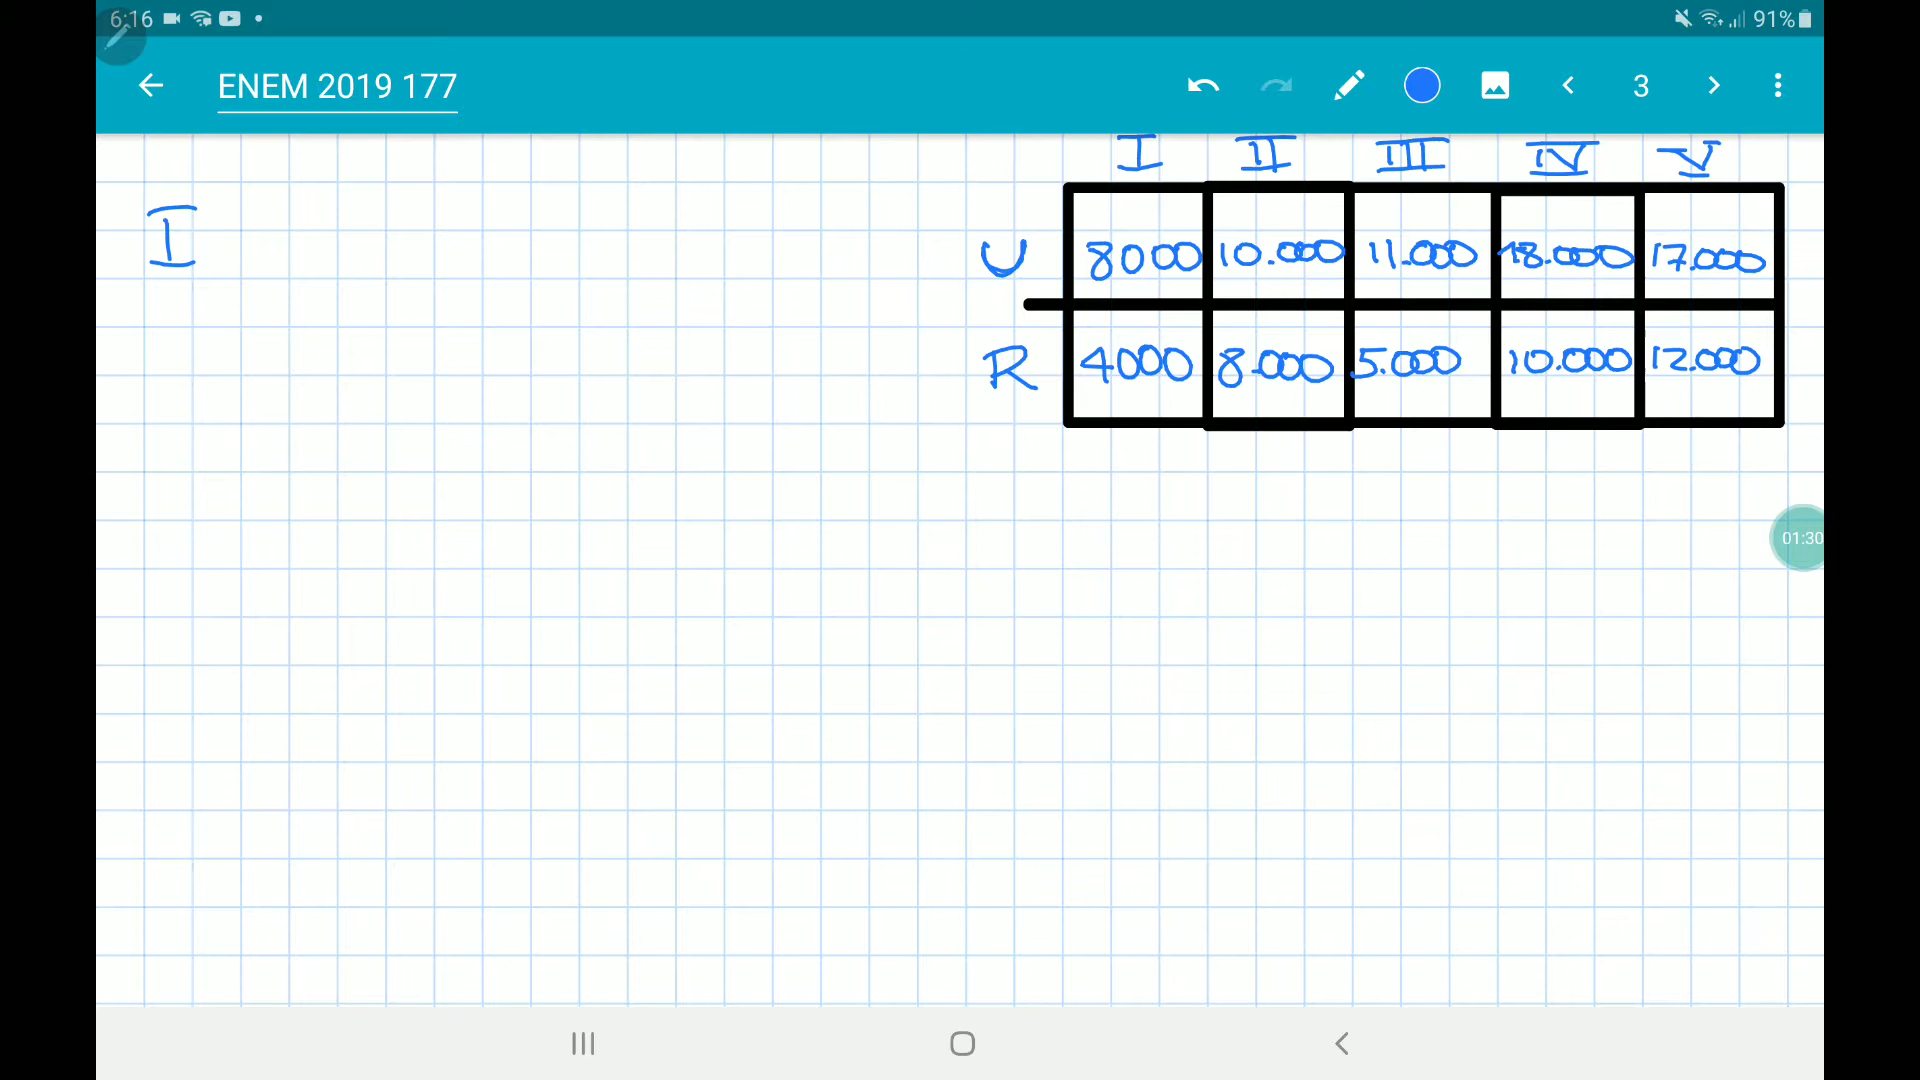 6:16 91%
ENEM 2019 177 3
I II III IV V
I
U 8000 10.000 11.000 18.000 17.000
R 4000 8.000 5.000 10.000 12.000
01:30